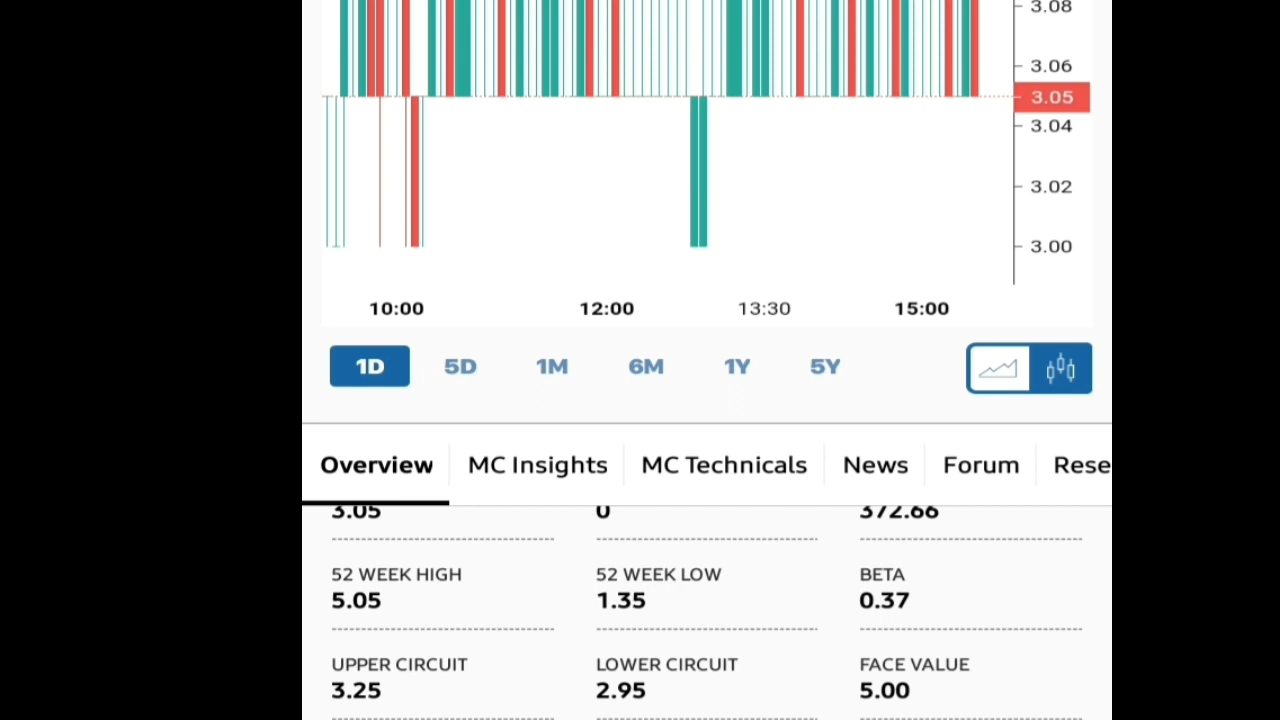 3.08
3.06
3.05
3.04
3.02
3.00
10:00 12:00 13:30 15:00
1D 5D 1M 6M 1Y 5Y
Overview MC Insights MC Technicals News Forum Rese
3.05 0 372.66
52 WEEK HIGH 52 WEEK LOW BETA
5.05 1.35 0.37
UPPER CIRCUIT LOWER CIRCUIT FACE VALUE
3.25 2.95 5.00